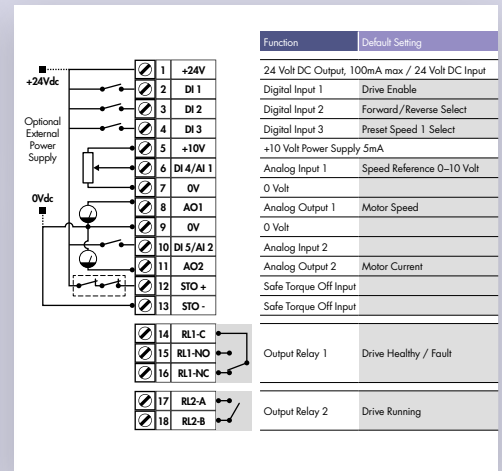 Function Default Setting
+24Vdc
Optional
External
Power
Supply
0Vdc
1 +24V 24 Volt DC Output, 100mA max / 24 Volt DC Input
2 DI 1 Digital Input 1 Drive Enable
3 DI 2 Digital Input 2 Forward/Reverse Select
4 DI 3 Digital Input 3 Preset Speed 1 Select
5 +10V +10 Volt Power Supply 5mA
6 DI 4/AI 1 Analog Input 1 Speed Reference 0–10 Volt
7 0V 0 Volt
8 AO1 Analog Output 1 Motor Speed
9 0V 0 Volt
10 DI 5/AI 2 Analog Input 2
11 AO2 Analog Output 2 Motor Current
12 STO + Safe Torque Off Input
13 STO - Safe Torque Off Input
14 RL1-C
15 RL1-NO Output Relay 1 Drive Healthy / Fault
16 RL1-NC
17 RL2-A
Output Relay 2 Drive Running
18 RL2-B